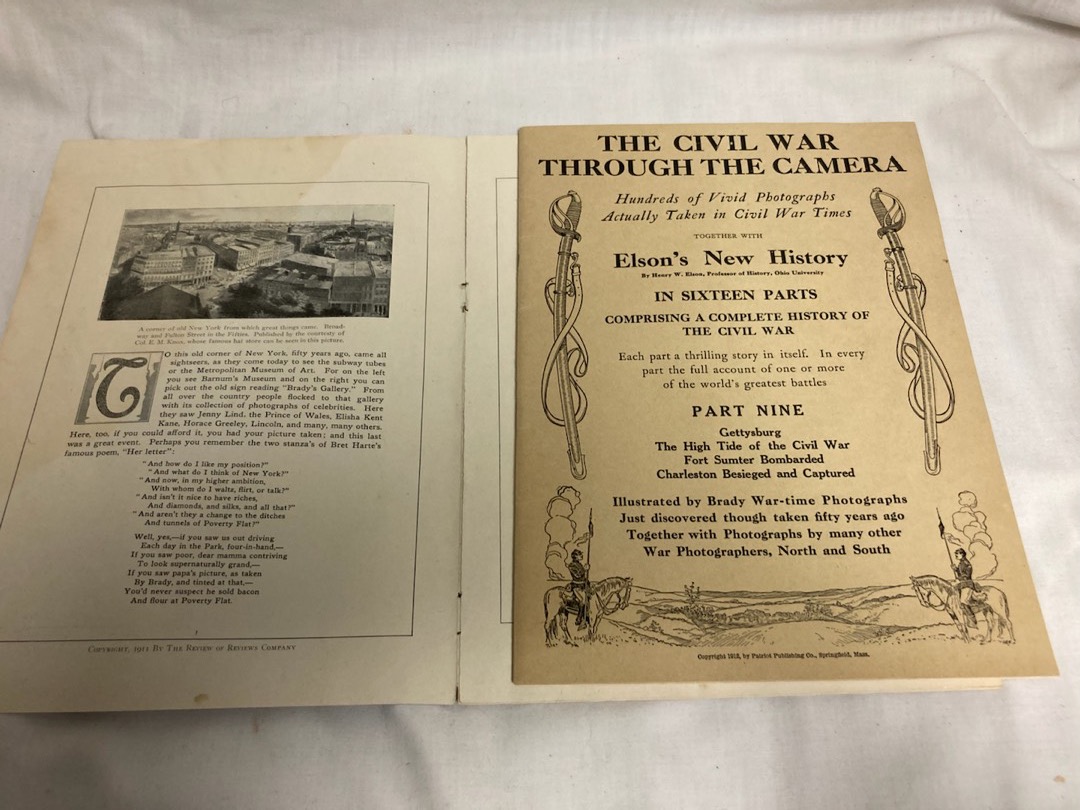 A corner of old New York from which great things came. Broad-
way and Fulton Street in the Fifties. Published by the courtesy of
Col. E. M. Knox, whose famous hat store can be seen in this picture.
TO this old corner of New York, fifty years ago, came all
sightseers, as they come today to see the subway tubes
or the Metropolitan Museum of Art. For on the left
you see Barnum's Museum and on the right you can
pick out the old sign reading "Brady's Gallery." From
all over the country people flocked to that gallery
with its collection of photographs of celebrities. Here
they saw Jenny Lind, the Prince of Wales, Elisha Kent
Kane, Horace Greeley, Lincoln, and many, many others.
Here, too, if you could afford it, you had your picture taken; and this last
was a great event. Perhaps you remember the two stanza's of Bret Harte's
famous poem, "Her letter":
"And how do I like my position?"
"And what do I think of New York?"
"And now, in my higher ambition,
With whom do I waltz, flirt, or talk?"
"And isn't it nice to have riches,
And diamonds, and silks, and all that?"
"And aren't they a change to the ditches
And tunnels of Poverty Flat?"
Well, yes,—if you saw us out driving
Each day in the Park, four-in-hand,—
If you saw poor, dear mamma contriving
To look supernaturally grand,—
If you saw papa's picture, as taken
By Brady, and tinted at that,—
You'd never suspect he sold bacon
And flour at Poverty Flat.
COPYRIGHT, 1911 BY THE REVIEW OF REVIEWS COMPANY
THE CIVIL WAR
THROUGH THE CAMERA
Hundreds of Vivid Photographs
Actually Taken in Civil War Times
TOGETHER WITH
Elson's New History
By Henry W. Elson, Professor of History, Ohio University
IN SIXTEEN PARTS
COMPRISING A COMPLETE HISTORY OF
THE CIVIL WAR
Each part a thrilling story in itself. In every
part the full account of one or more
of the world's greatest battles
PART NINE
Gettysburg
The High Tide of the Civil War
Fort Sumter Bombarded
Charleston Besieged and Captured
Illustrated by Brady War-time Photographs
Just discovered though taken fifty years ago
Together with Photographs by many other
War Photographers, North and South
Copyright 1912, by Patriot Publishing Co., Springfield, Mass.